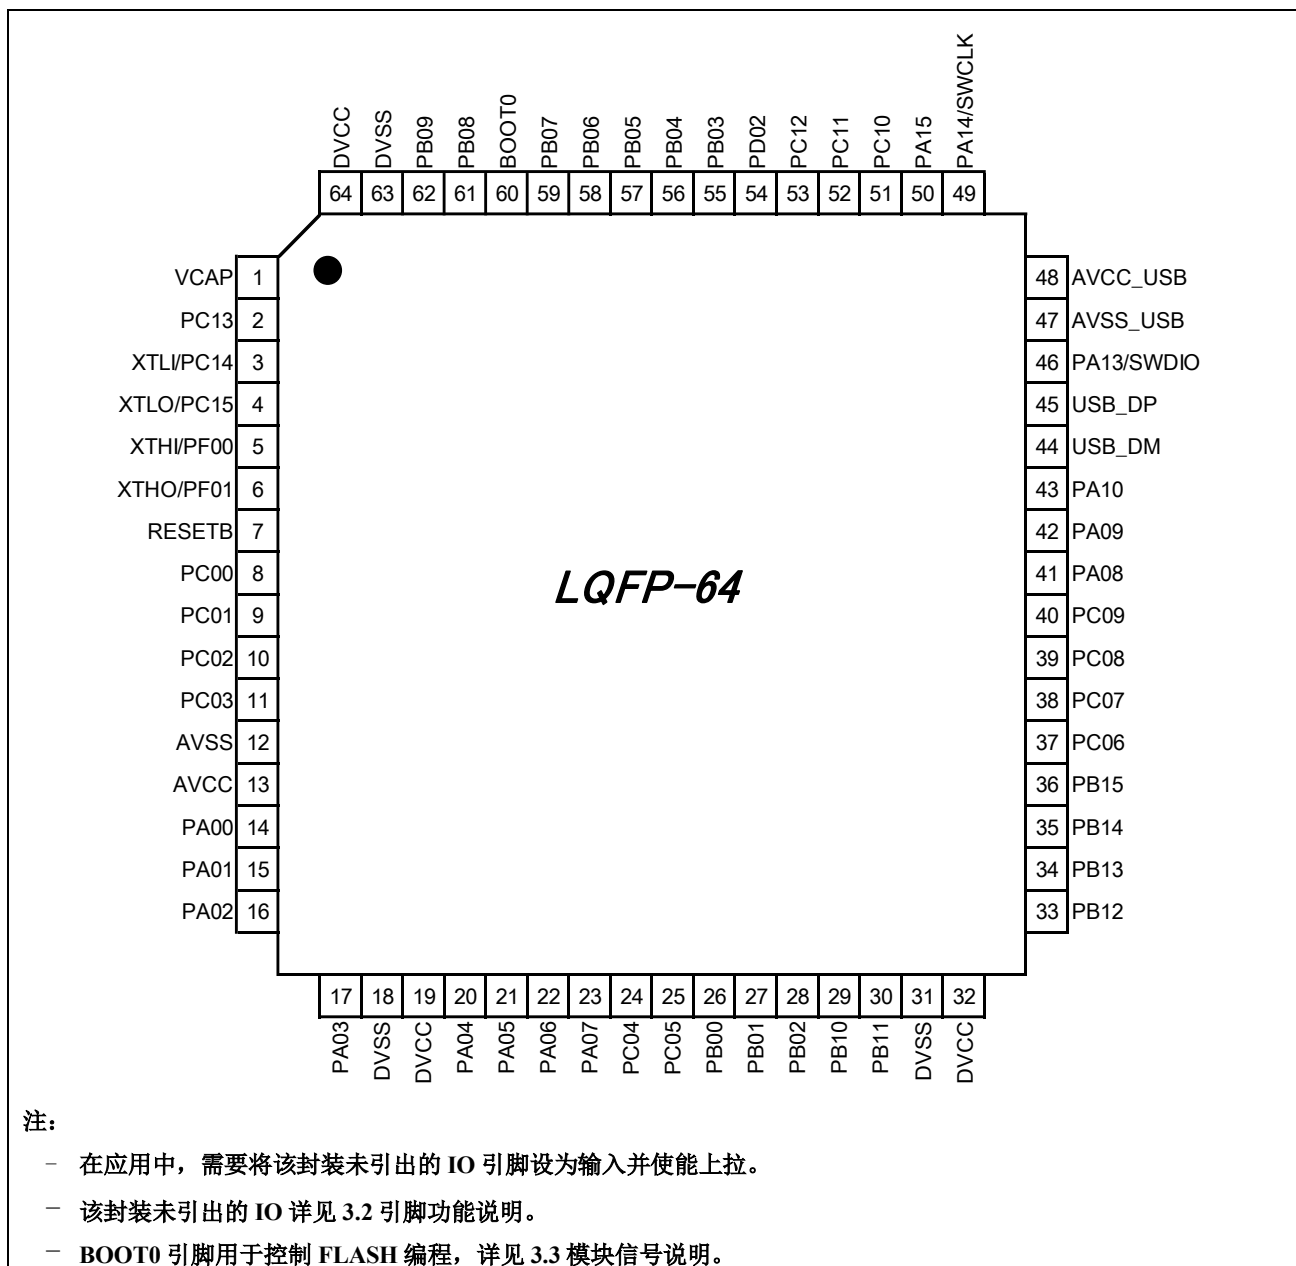 DVCC
DVSS
PB09
PB08
BOOT0
PB07
PB06
PB05
PB04
PB03
PD02
PC12
PC11
PC10
PA15
PA14/SWCLK
64 63 62 61 60 59 58 57 56 55 54 53 52 51 50 49
VCAP 1
PC13 2
XTLI/PC14 3
XTLO/PC15 4
XTHI/PF00 5
XTHO/PF01 6
RESETB 7
PC00 8
PC01 9
PC02 10
PC03 11
AVSS 12
AVCC 13
PA00 14
PA01 15
PA02 16
LQFP-64
48 AVCC_USB
47 AVSS_USB
46 PA13/SWDIO
45 USB_DP
44 USB_DM
43 PA10
42 PA09
41 PA08
40 PC09
39 PC08
38 PC07
37 PC06
36 PB15
35 PB14
34 PB13
33 PB12
17 18 19 20 21 22 23 24 25 26 27 28 29 30 31 32
PA03
DVSS
DVCC
PA04
PA05
PA06
PA07
PC04
PC05
PB00
PB01
PB02
PB10
PB11
DVSS
DVCC
注：
－ 在应用中，需要将该封装未引出的 IO 引脚设为输入并使能上拉。
－ 该封装未引出的 IO 详见 3.2 引脚功能说明。
－ BOOT0 引脚用于控制 FLASH 编程，详见 3.3 模块信号说明。